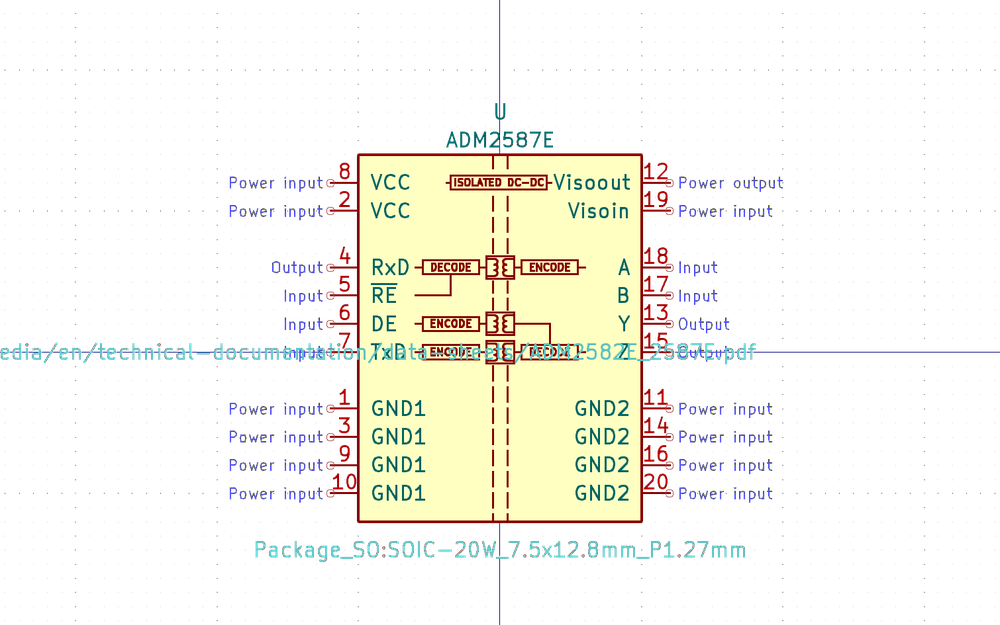 U
ADM2587E
Power input 8 VCC ISOLATED DC-DC Visoout 12 Power output
Power input 2 VCC Visoin 19 Power input
Output 4 RxD DECODE ENCODE A 18 Input
Input 5 RE B 17 Input
Input 6 DE ENCODE Y 13 Output
Input 7 TxD ENCODE DECODE Z 15 Output
edia/en/technical-documentation/data-sheets/ADM2582E_2587E.pdf
Power input 1 GND1 GND2 11 Power input
Power input 3 GND1 GND2 14 Power input
Power input 9 GND1 GND2 16 Power input
Power input 10 GND1 GND2 20 Power input
Package_SO:SOIC-20W_7.5x12.8mm_P1.27mm